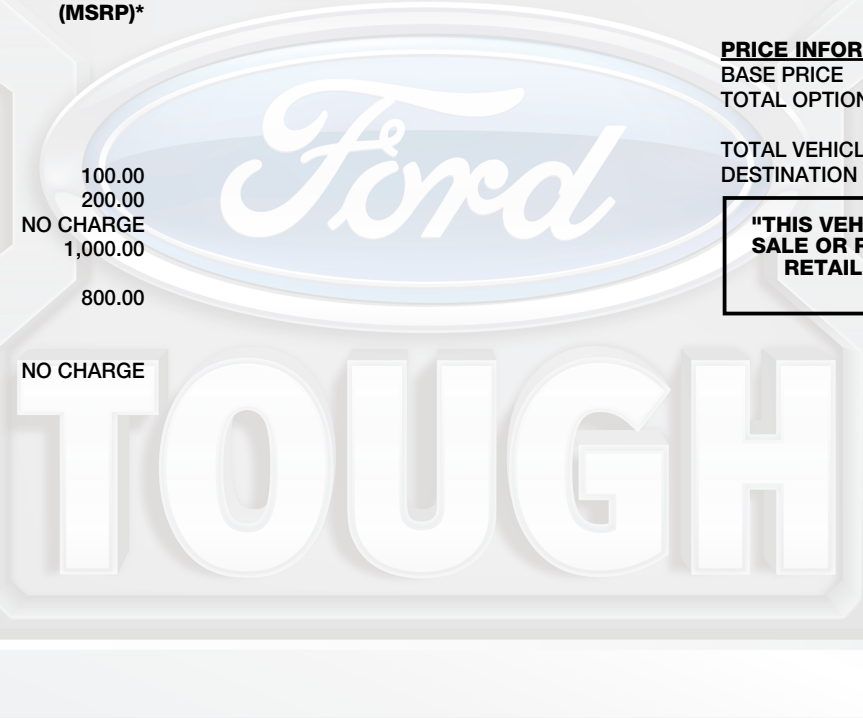 (MSRP)*
100.00
200.00
NO CHARGE
1,000.00
800.00
NO CHARGE
PRICE INFOR
BASE PRICE
TOTAL OPTION
TOTAL VEHICL
DESTINATION
"THIS VEH
SALE OR F
RETAIL
Ford
TOUGH